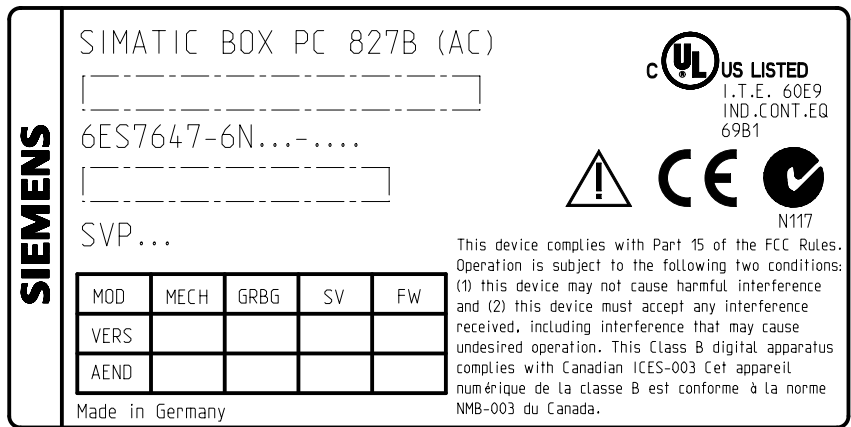 SIEMENS
SIMATIC BOX PC 827B (AC)
6ES7647-6N...-....
SVP...
MOD MECH GRBG SV FW
VERS
AEND
Made in Germany
C UL US LISTED
I.T.E. 60E9
IND.CONT.EQ
69B1
CE
N117
This device complies with Part 15 of the FCC Rules.
Operation is subject to the following two conditions:
(1) this device may not cause harmful interference
and (2) this device must accept any interference
received, including interference that may cause
undesired operation. This Class B digital apparatus
complies with Canadian ICES-003 Cet appareil
numérique de la classe B est conforme à la norme
NMB-003 du Canada.